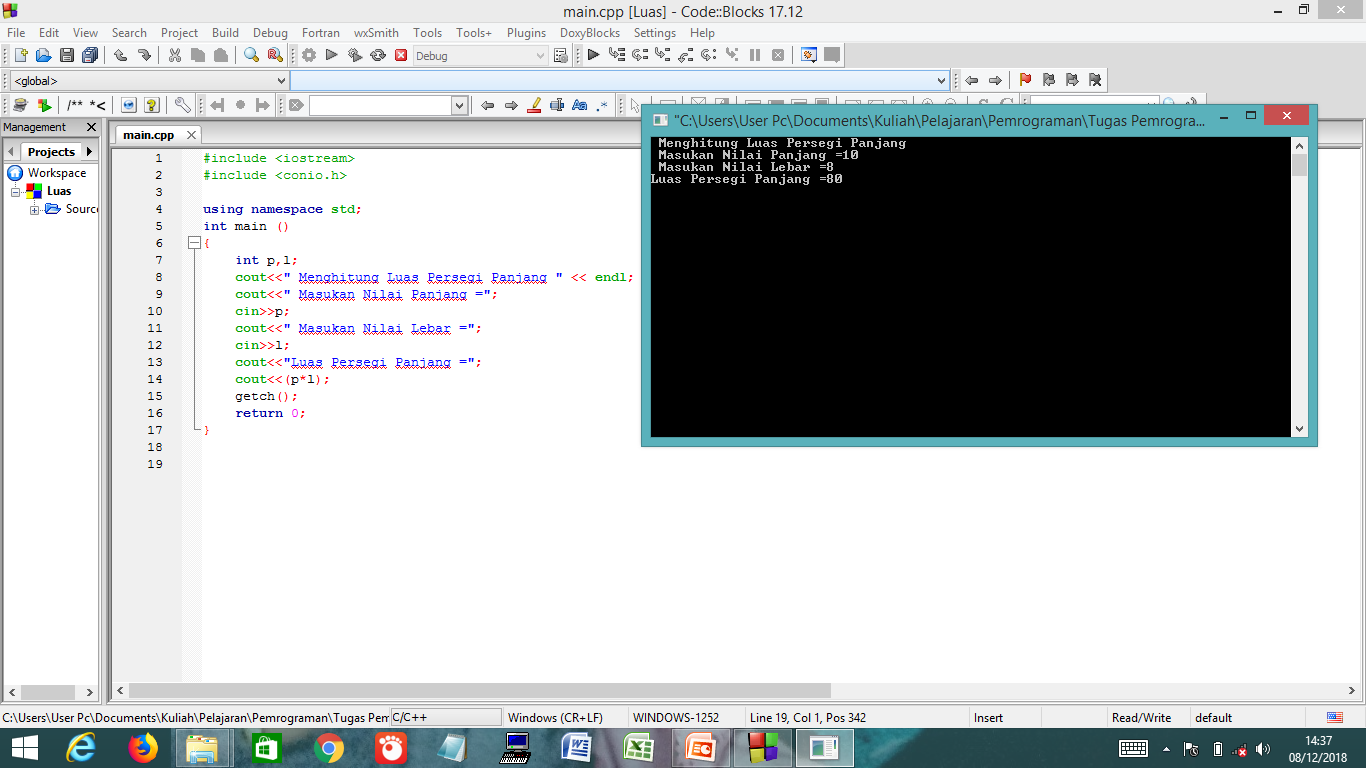 main.cpp [Luas] - Code::Blocks 17.12
File Edit View Search Project Build Debug Fortran wxSmith Tools Tools+ Plugins DoxyBlocks Settings Help
Debug
<global>
/** *<
Aa .*
Management
Projects
Workspace
Luas
Sourc
main.cpp
1 #include <iostream>
2 #include <conio.h>
3
4 using namespace std;
5 int main ()
6 {
7 int p,l;
8 cout<<" Menghitung Luas Persegi Panjang " << endl;
9 cout<<" Masukan Nilai Panjang =";
10 cin>>p;
11 cout<<" Masukan Nilai Lebar =";
12 cin>>l;
13 cout<<"Luas Persegi Panjang =";
14 cout<<(p*l);
15 getch();
16 return 0;
17 }
18
19
"C:\Users\User Pc\Documents\Kuliah\Pelajaran\Pemrograman\Tugas Pemrogra...
Menghitung Luas Persegi Panjang
Masukan Nilai Panjang =10
Masukan Nilai Lebar =8
Luas Persegi Panjang =80
C:\Users\User Pc\Documents\Kuliah\Pelajaran\Pemrograman\Tugas Pem C/C++ Windows (CR+LF) WINDOWS-1252 Line 19, Col 1, Pos 342 Insert Read/Write default
14:37
08/12/2018